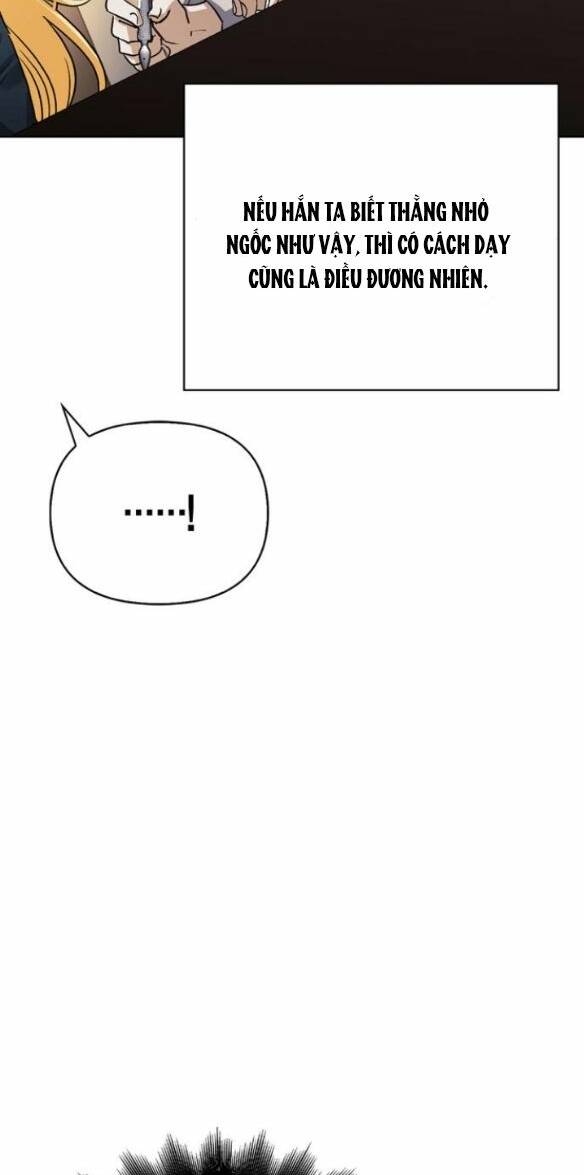 NẾU HẮN TA BIẾT THẰNG NHỎ
NGỐC NHƯ VẬY, THÌ CÓ CÁCH DẠY
CŨNG LÀ ĐIỀU ĐƯƠNG NHIÊN.
......!